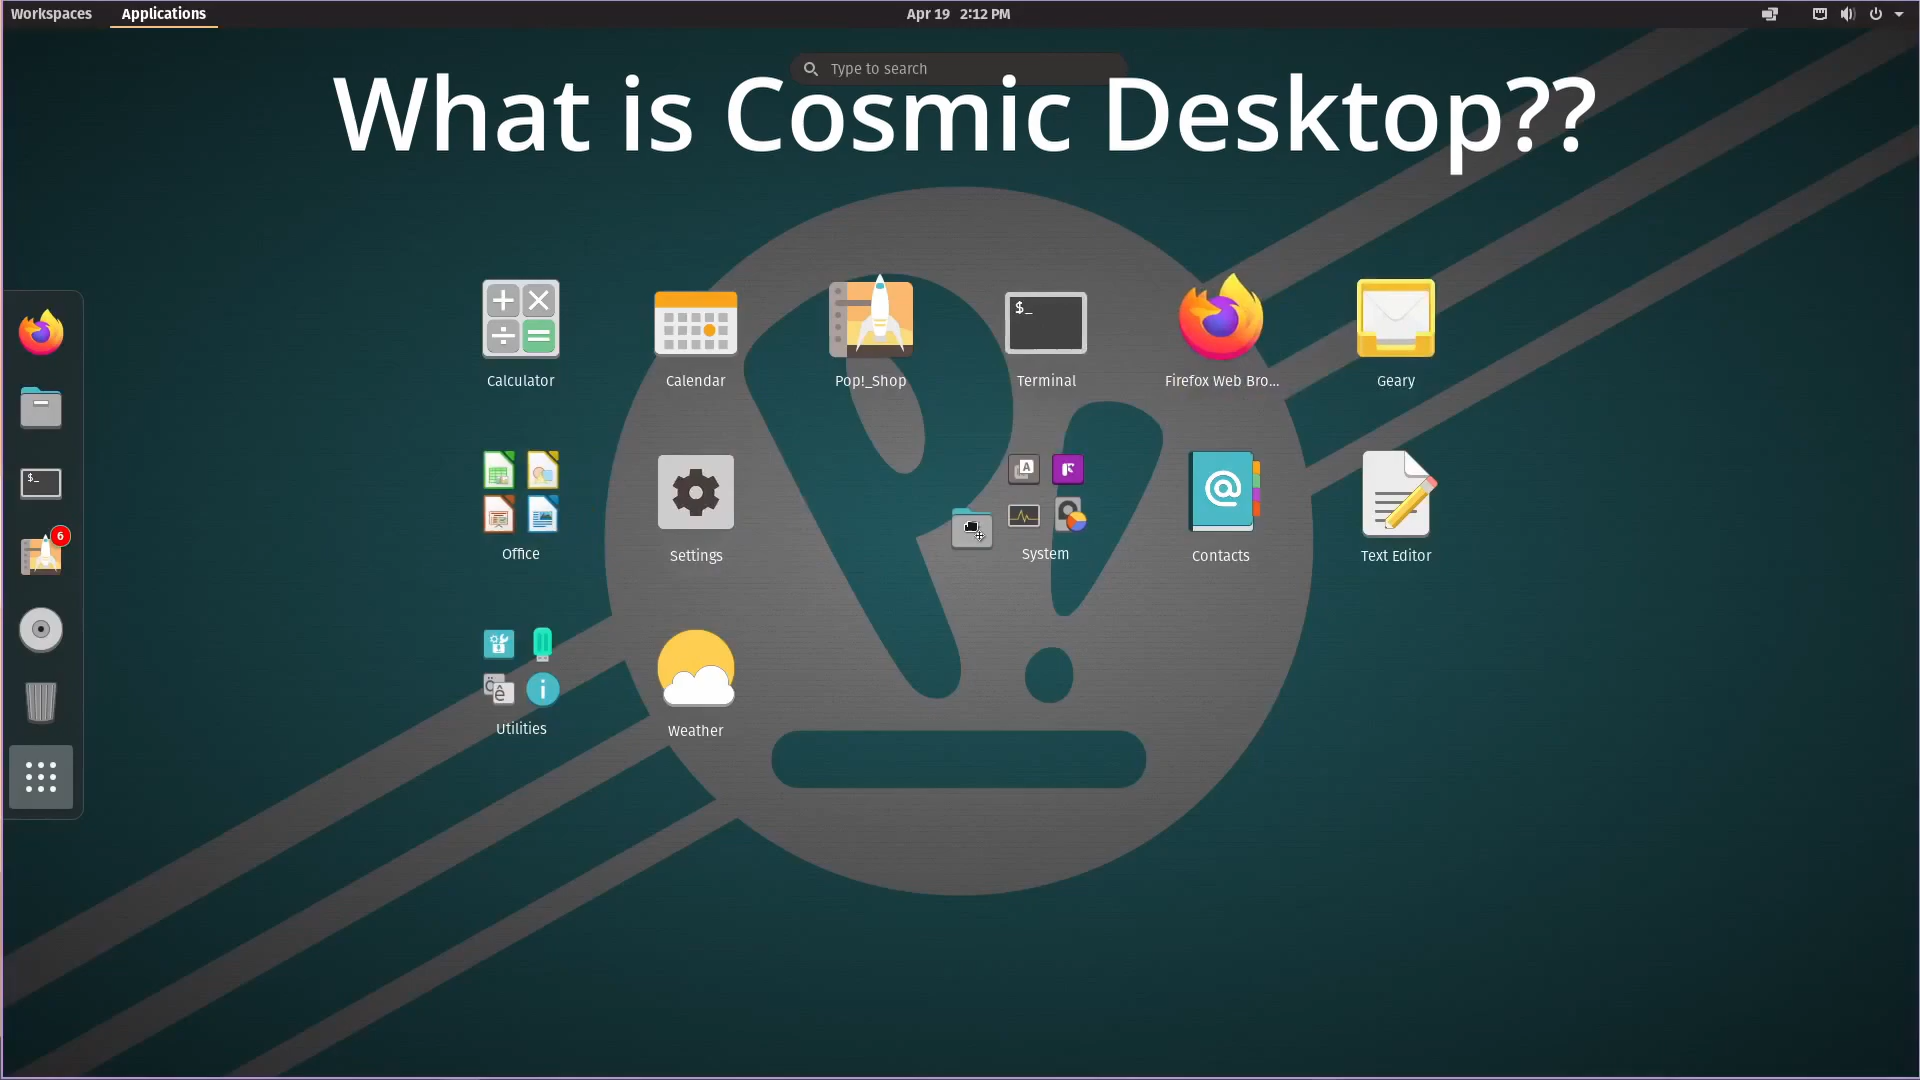 Workspaces Applications Apr 19 2:12 PM
Type to search
What is Cosmic Desktop??
Calculator Calendar Pop!_Shop Terminal Firefox Web Bro... Geary
$_
$_
A
@
6
Office Settings System Contacts Text Editor
ö ê i
Utilities Weather